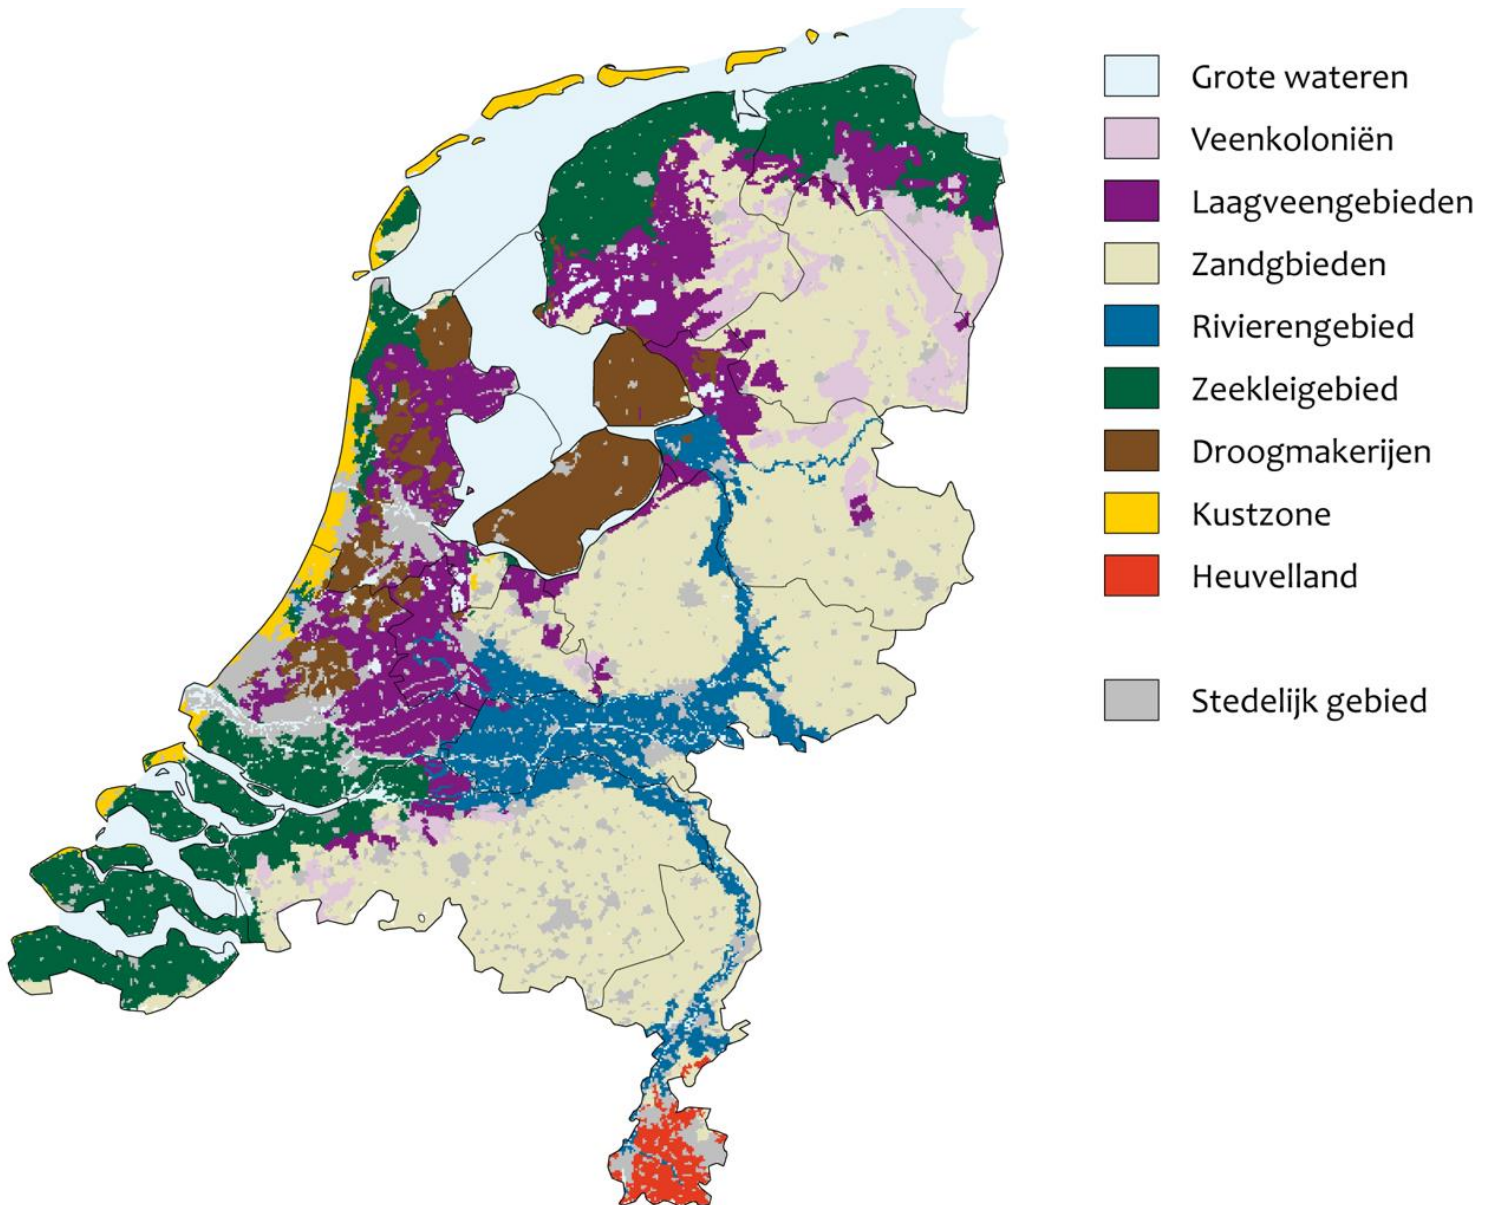 Grote wateren
Veenkoloniën
Laagveengebieden
Zandgbieden
Rivierengebied
Zeekleigebied
Droogmakerijen
Kustzone
Heuvelland
Stedelijk gebied